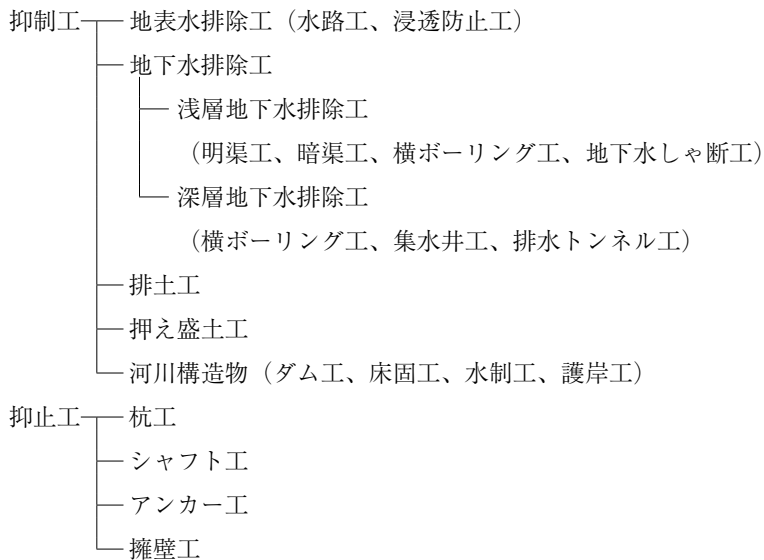 抑制工 地表水排除工（水路工、浸透防止工）
地下水排除工
浅層地下水排除工
（明渠工、暗渠工、横ボーリング工、地下水しゃ断工）
深層地下水排除工
（横ボーリング工、集水井工、排水トンネル工）
排土工
押え盛土工
河川構造物（ダム工、床固工、水制工、護岸工）
抑止工 杭工
シャフト工
アンカー工
擁壁工